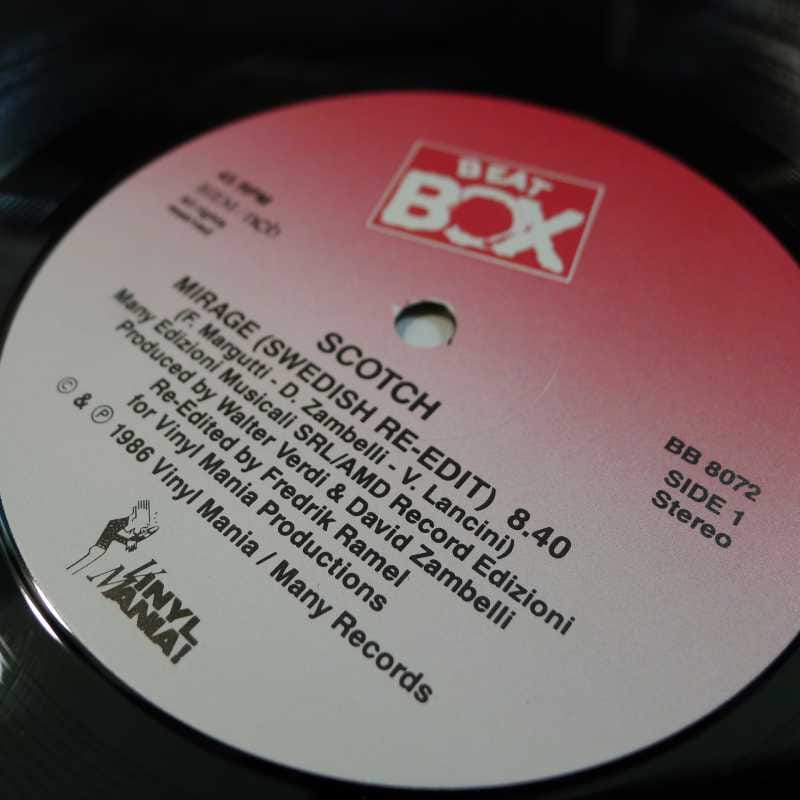 BEAT
BOX
45 RPM
n©b
SCOTCH
MIRAGE (SWEDISH RE-EDIT) 8.40
(F. Margutti - D. Zambelli - V. Lancini)
Many Edizioni Musicali SRL/AMD Record Edizioni
Produced by Walter Verdi & David Zambelli
Re-Edited by Fredrik Ramel
for Vinyl Mania Productions
© & ℗ 1986 Vinyl Mania / Many Records
BB 8072
SIDE 1
Stereo
VINYL
MANIA!